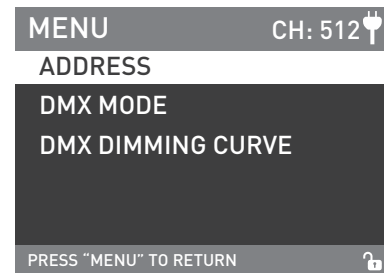 MENU CH: 512
ADDRESS
DMX MODE
DMX DIMMING CURVE
PRESS “MENU” TO RETURN